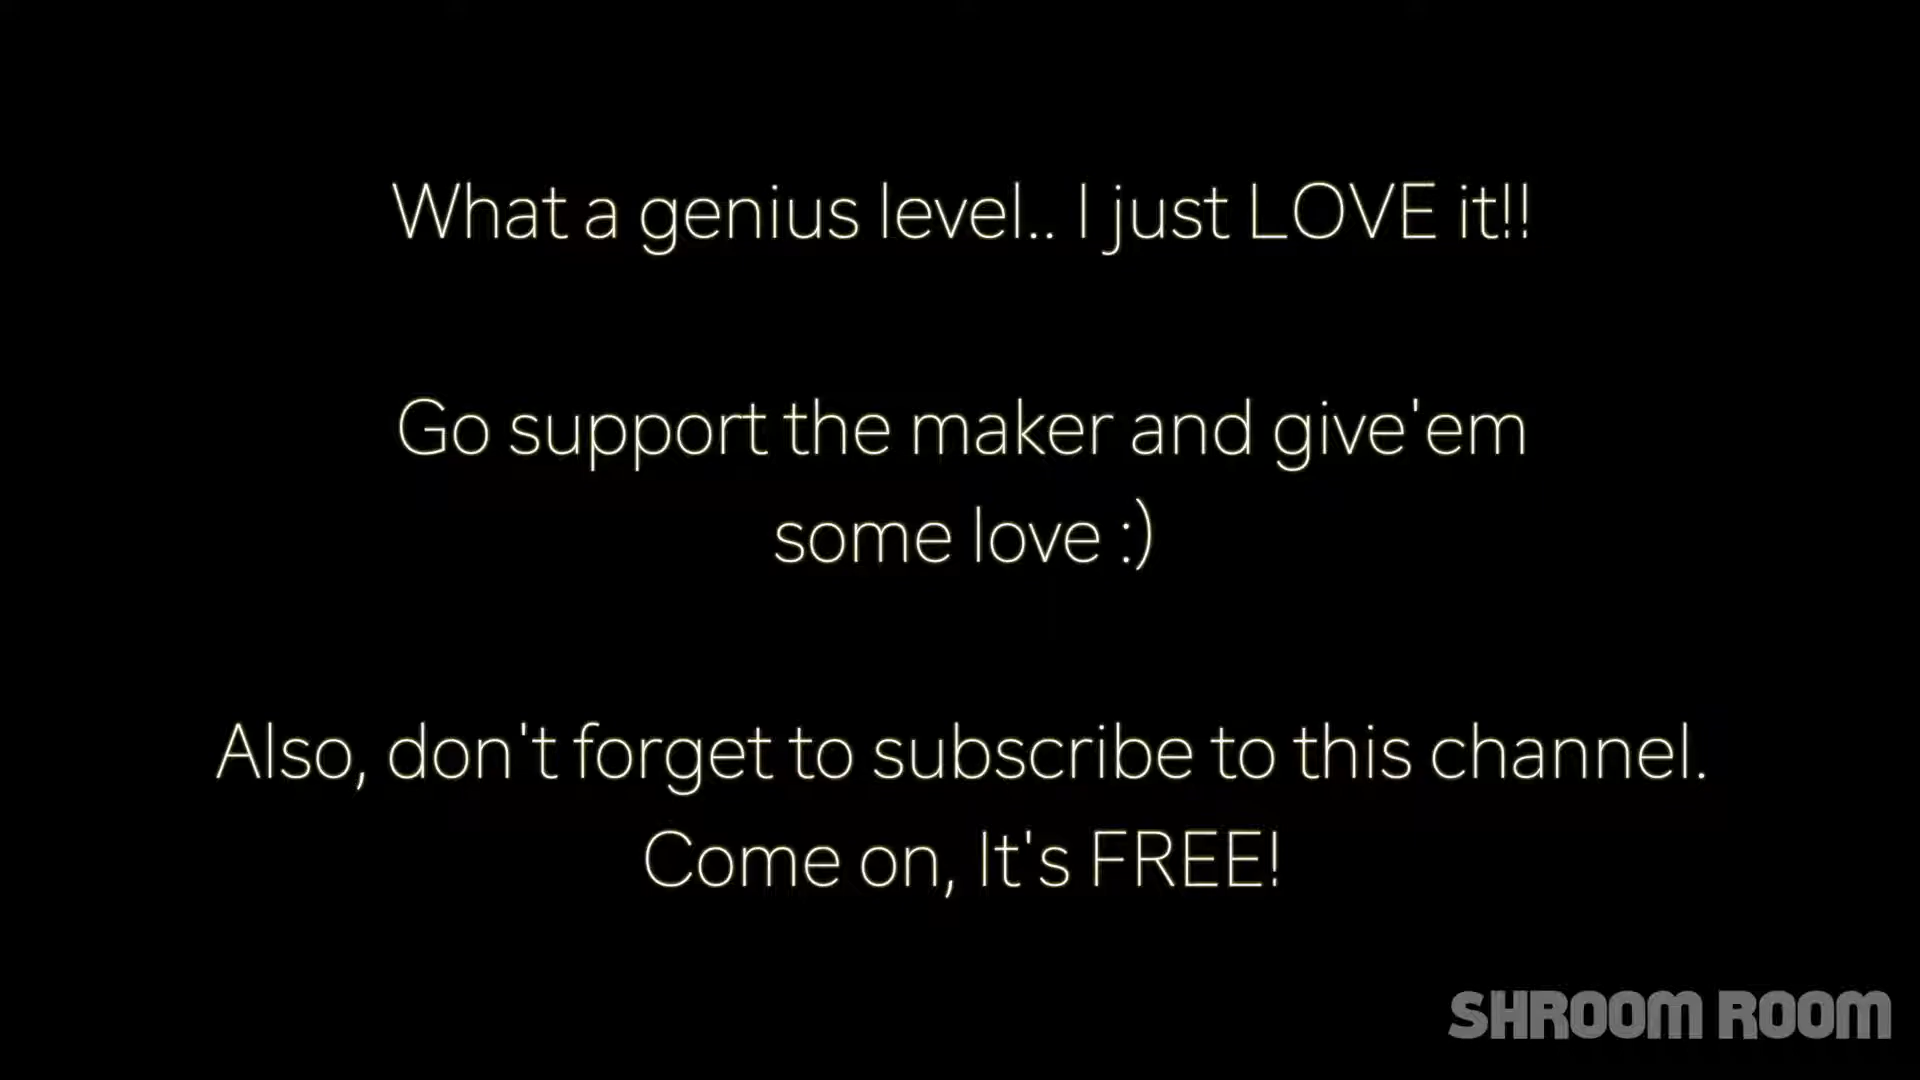 What a genius level.. I just LOVE it!!
Go support the maker and give'em
some love :)
Also, don't forget to subscribe to this channel.
Come on, It's FREE!
SHROOM ROOM